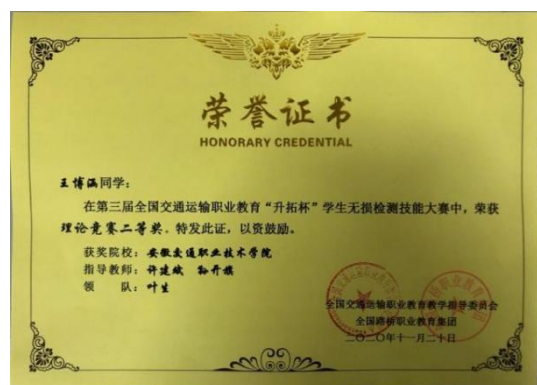 荣誉证书
HONORARY CREDENTIAL
王博涵同学：
在第三届全国交通运输职业教育“升拓杯”学生无损检测技能大赛中，荣获
理论竞赛二等奖。特发此证，以资鼓励。
获奖院校：安徽交通职业技术学院
指导教师：许建斌 孙升旗
领 队：叶生
全国交通运输职业教育教学指导委员会
全国路桥职业教育集团
二〇二〇年十一月二十日